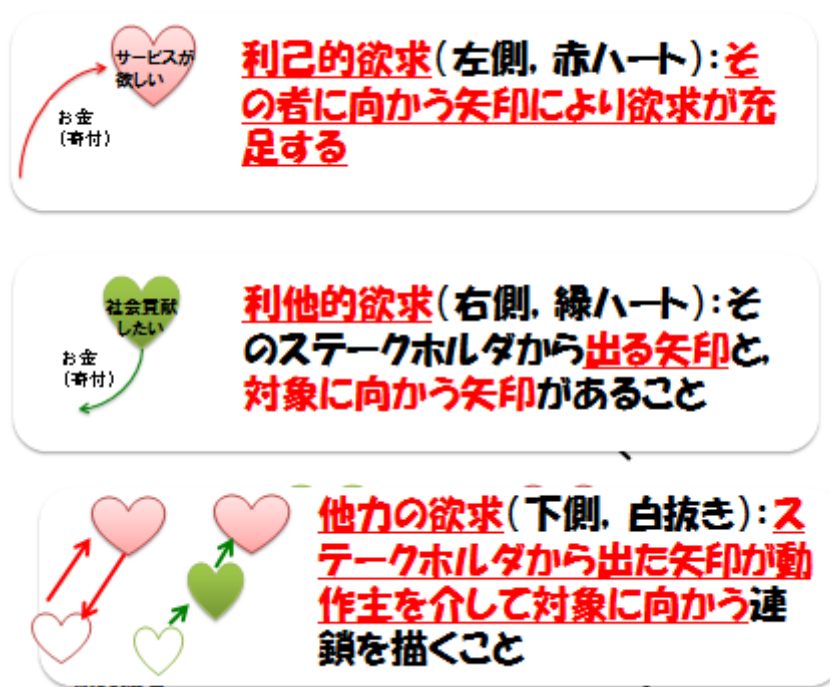 サービスが
欲しい
お金
(寄付)
利己的欲求(左側, 赤ハート):そ
の者に向かう矢印により欲求が充
足する
社会貢献
したい
お金
(寄付)
利他的欲求(右側, 緑ハート):そ
のステークホルダから出る矢印と,
対象に向かう矢印があること
他力の欲求(下側, 白抜き):ス
テークホルダから出た矢印が動
作主を介して対象に向かう連
鎖を描くこと